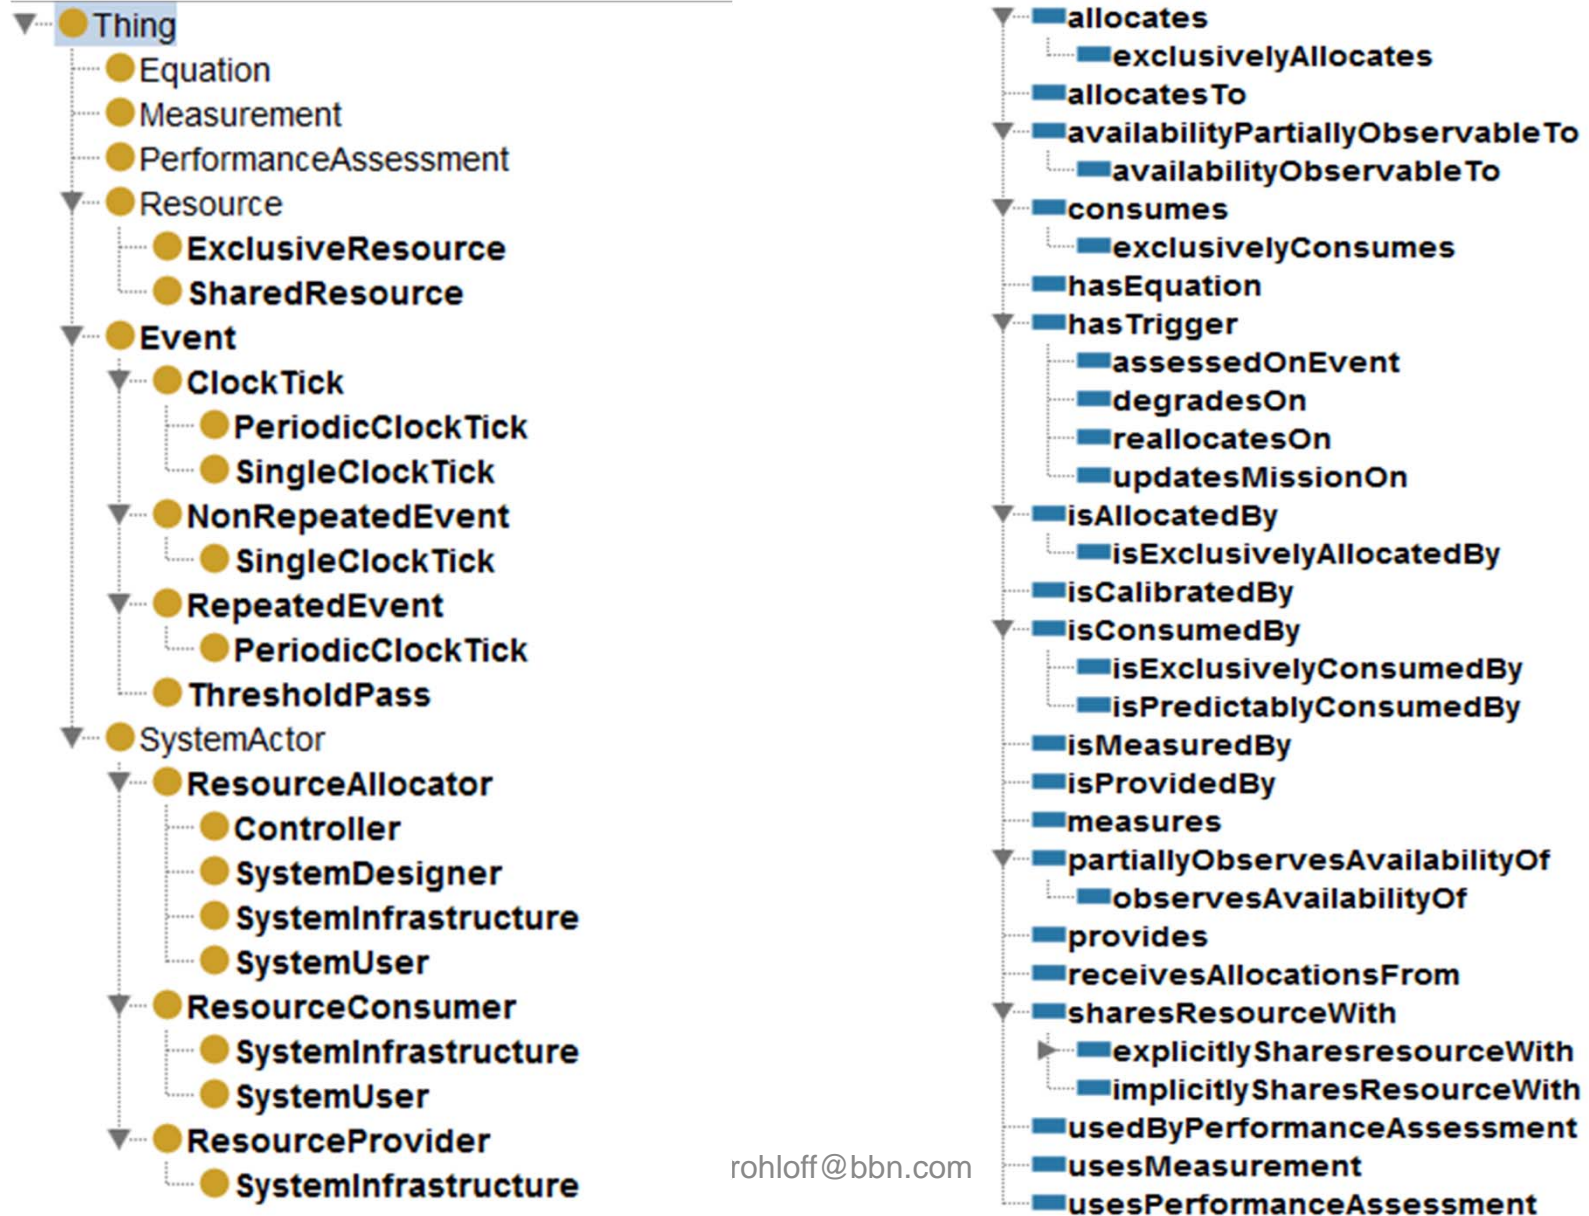 Thing
Equation
Measurement
PerformanceAssessment
Resource
ExclusiveResource
SharedResource
Event
ClockTick
PeriodicClockTick
SingleClockTick
NonRepeatedEvent
SingleClockTick
RepeatedEvent
PeriodicClockTick
ThresholdPass
SystemActor
ResourceAllocator
Controller
SystemDesigner
SystemInfrastructure
SystemUser
ResourceConsumer
SystemInfrastructure
SystemUser
ResourceProvider
SystemInfrastructure
rohloff@bbn.com
allocates
exclusivelyAllocates
allocatesTo
availabilityPartiallyObservableTo
availabilityObservableTo
consumes
exclusivelyConsumes
hasEquation
hasTrigger
assessedOnEvent
degradesOn
reallocatesOn
updatesMissionOn
isAllocatedBy
isExclusivelyAllocatedBy
isCalibratedBy
isConsumedBy
isExclusivelyConsumedBy
isPredictablyConsumedBy
isMeasuredBy
isProvidedBy
measures
partiallyObservesAvailabilityOf
observesAvailabilityOf
provides
receivesAllocationsFrom
sharesResourceWith
explicitlySharesresourceWith
implicitlySharesResourceWith
usedByPerformanceAssessment
usesMeasurement
usesPerformanceAssessment